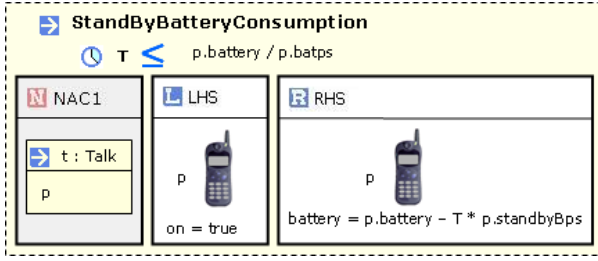 StandByBatteryConsumption
T ≤ p.battery / p.batps
N NAC1
t : Talk
p
L LHS
p
on = true
R RHS
p
battery = p.battery – T * p.standbyBps